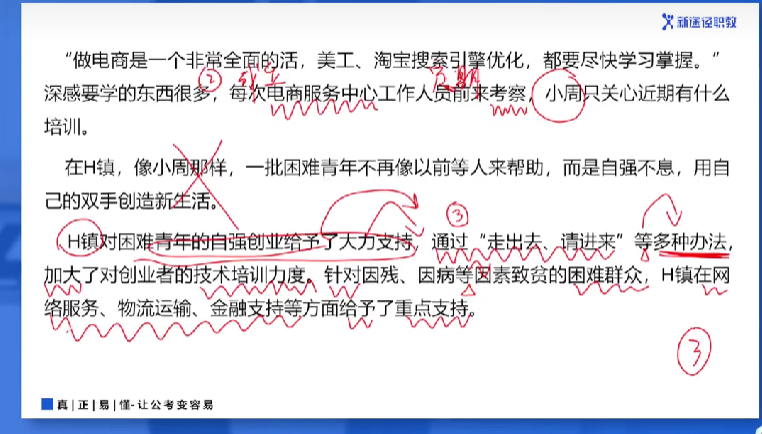 新途径职教
“做电商是一个非常全面的活，美工、淘宝搜索引擎优化，都要尽快学习掌握。”
深感要学的东西很多，每次电商服务中心工作人员前来考察，小周只关心近期有什么
培训。
在H镇，像小周那样，一批困难青年不再像以前等人来帮助，而是自强不息，用自
己的双手创造新生活。
H镇对困难青年的自强创业给予了大力支持，通过“走出去、请进来”等多种办法，
加大了对创业者的技术培训力度。针对因残、因病等因素致贫的困难群众，H镇在网
络服务、物流运输、金融支持等方面给予了重点支持。
②
③
③
真|正|易|懂-让公考变容易